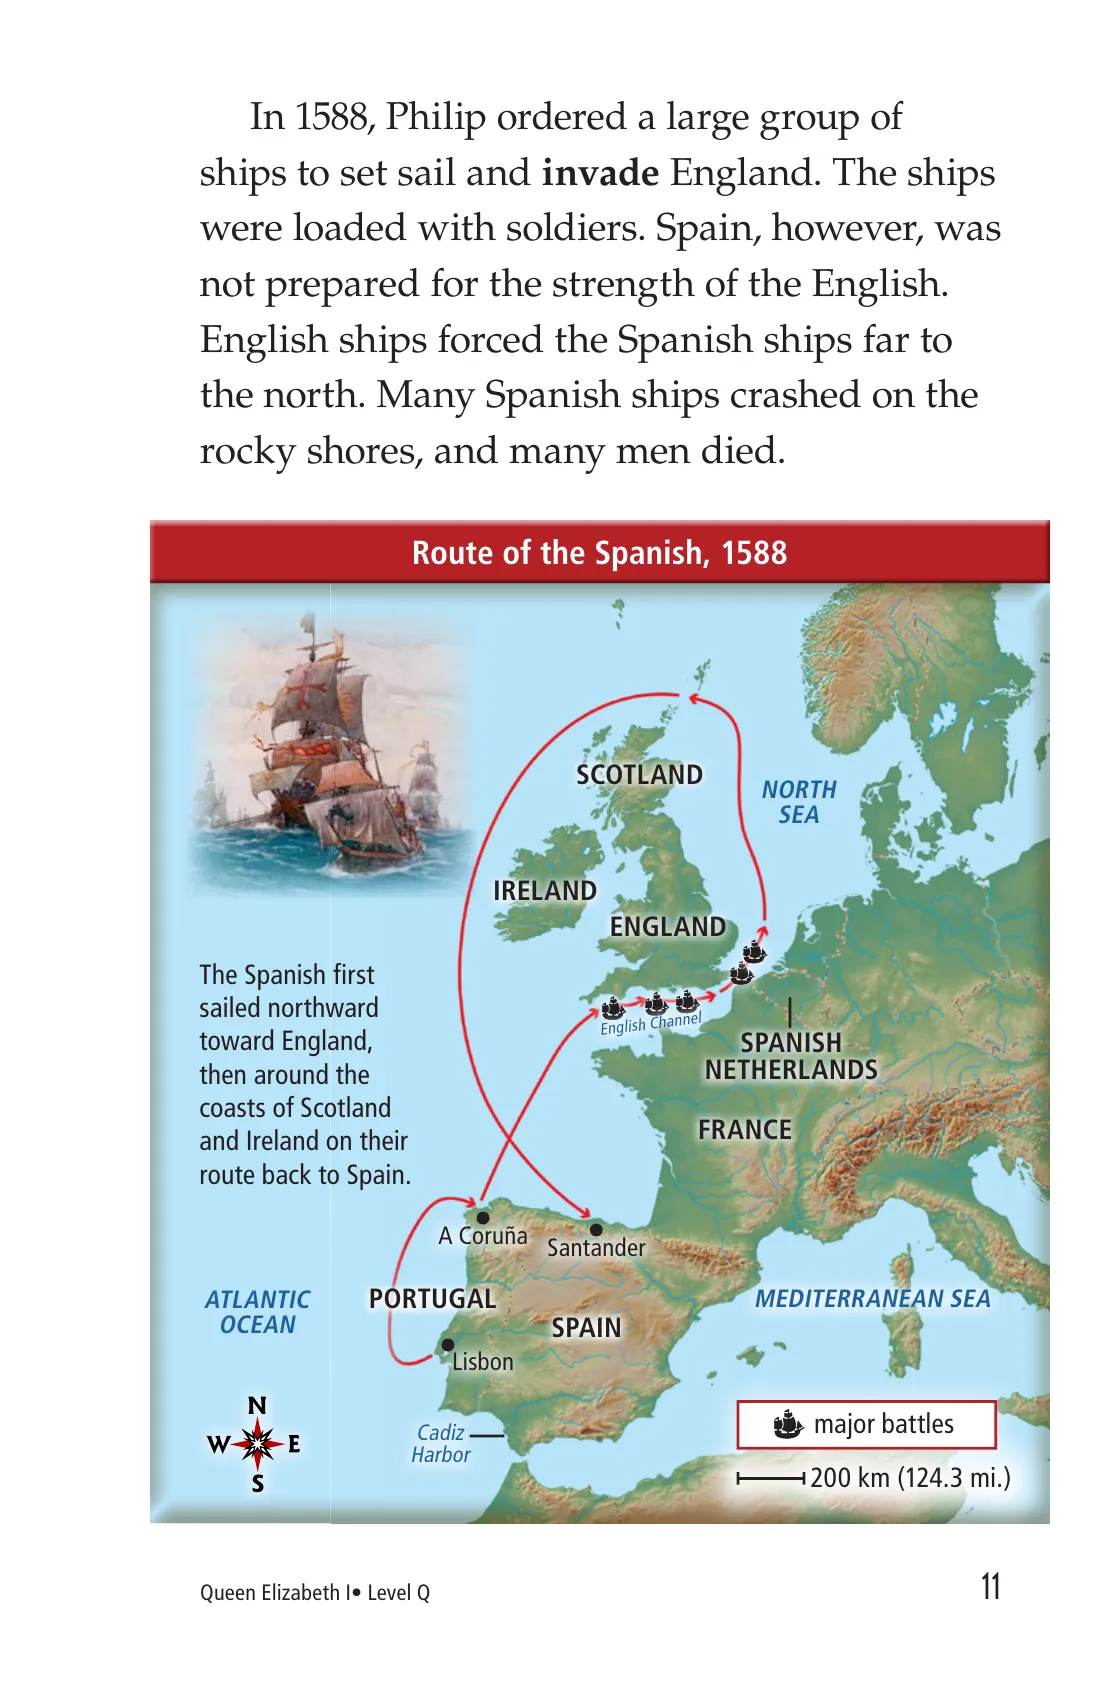 In 1588, Philip ordered a large group of
ships to set sail and invade England. The ships
were loaded with soldiers. Spain, however, was
not prepared for the strength of the English.
English ships forced the Spanish ships far to
the north. Many Spanish ships crashed on the
rocky shores, and many men died.
Route of the Spanish, 1588
SCOTLAND
NORTH
SEA
IRELAND
ENGLAND
The Spanish first
sailed northward
toward England,
then around the
coasts of Scotland
and Ireland on their
route back to Spain.
English Channel
SPANISH
NETHERLANDS
FRANCE
A Coruña
Santander
ATLANTIC
OCEAN
PORTUGAL
SPAIN
MEDITERRANEAN SEA
Lisbon
N
W E
S
Cadiz
Harbor
major battles
200 km (124.3 mi.)
Queen Elizabeth I• Level Q
11